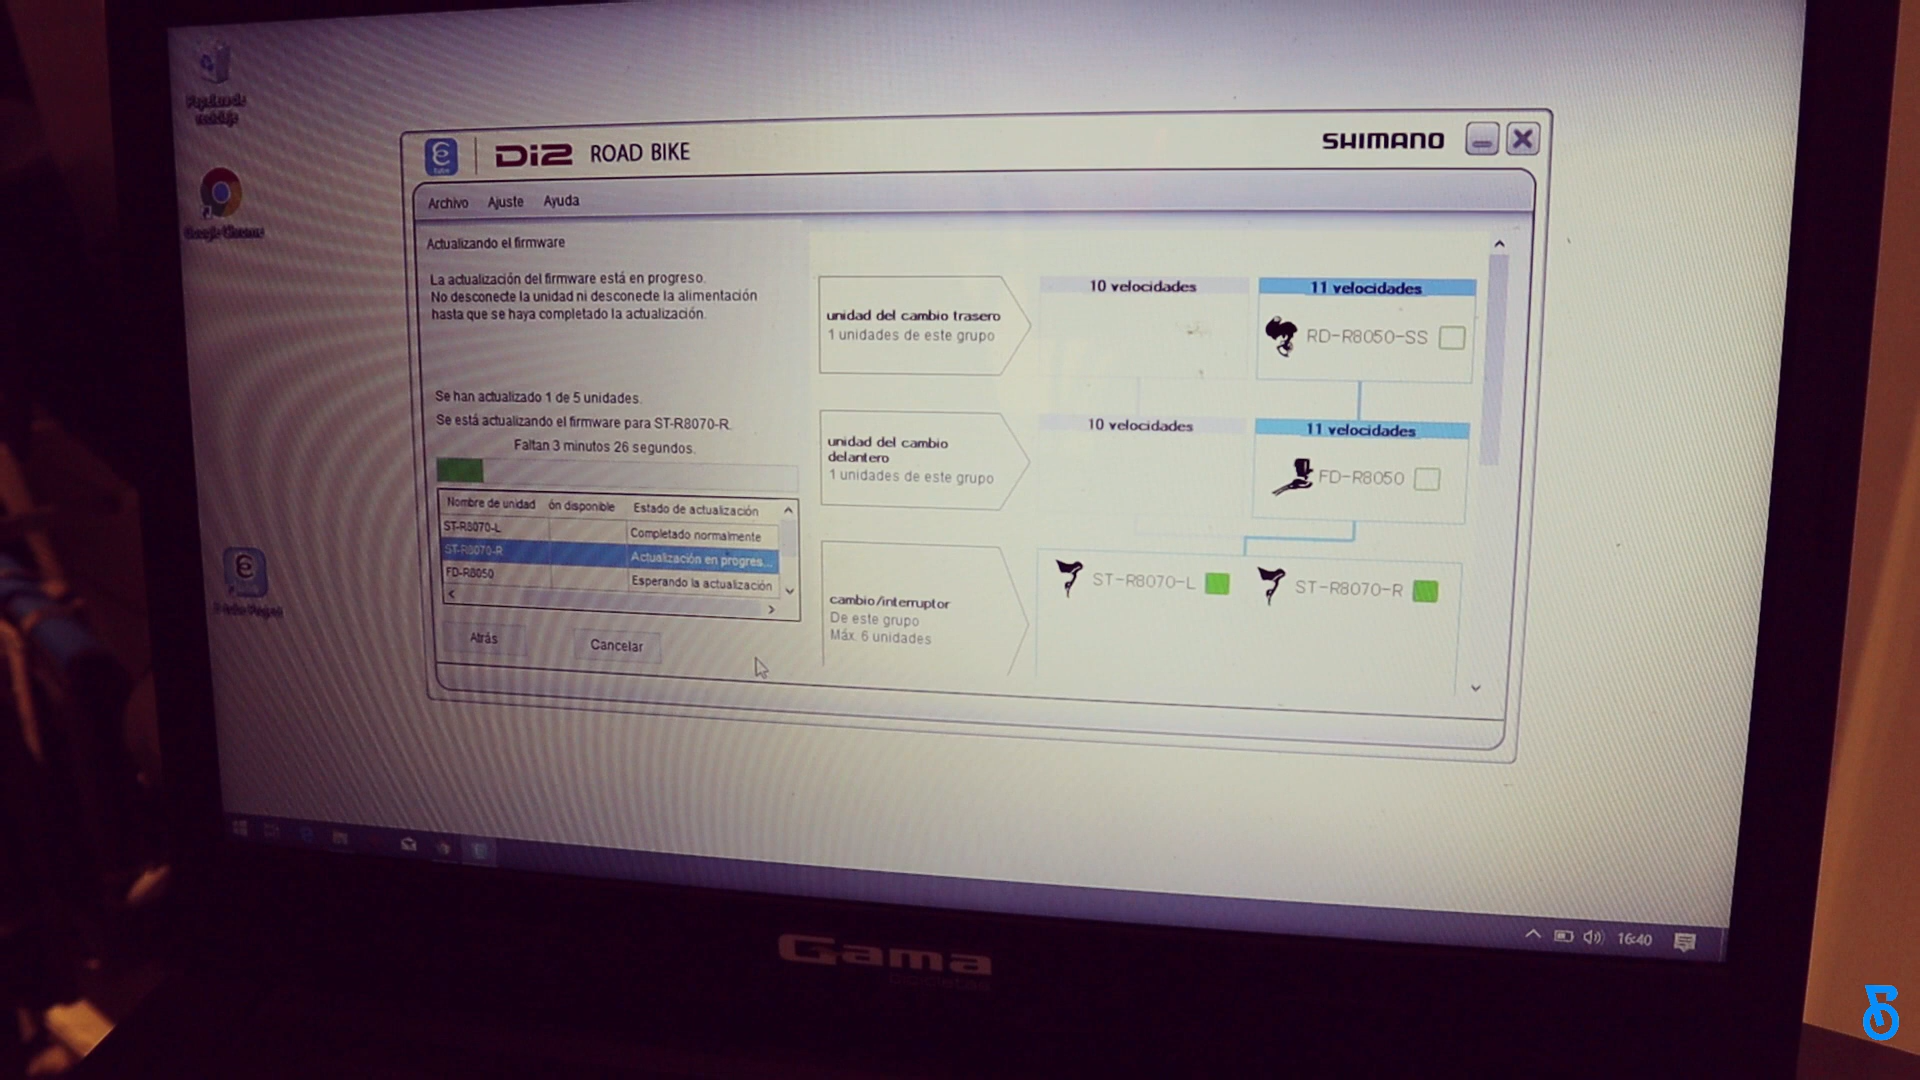 Papelera de
reciclaje
Google Chrome
Di2 ROAD BIKE
SHIMANO
Archivo Ajuste Ayuda
Actualizando el firmware
La actualización del firmware está en progreso.
No desconecte la unidad ni desconecte la alimentación
hasta que se haya completado la actualización.
Se han actualizado 1 de 5 unidades.
Se está actualizando el firmware para ST-R8070-R.
Faltan 3 minutos 26 segundos.
Nombre de unidad ón disponible Estado de actualización
ST-R8070-L Completado normalmente
ST-R8070-R Actualización en progres...
FD-R8050 Esperando la actualización
Atrás Cancelar
unidad del cambio trasero
1 unidades de este grupo
10 velocidades
11 velocidades
RD-R8050-SS
unidad del cambio
delantero
1 unidades de este grupo
10 velocidades
11 velocidades
FD-R8050
cambio/interruptor
De este grupo
Máx. 6 unidades
ST-R8070-L
ST-R8070-R
16:40
Gama